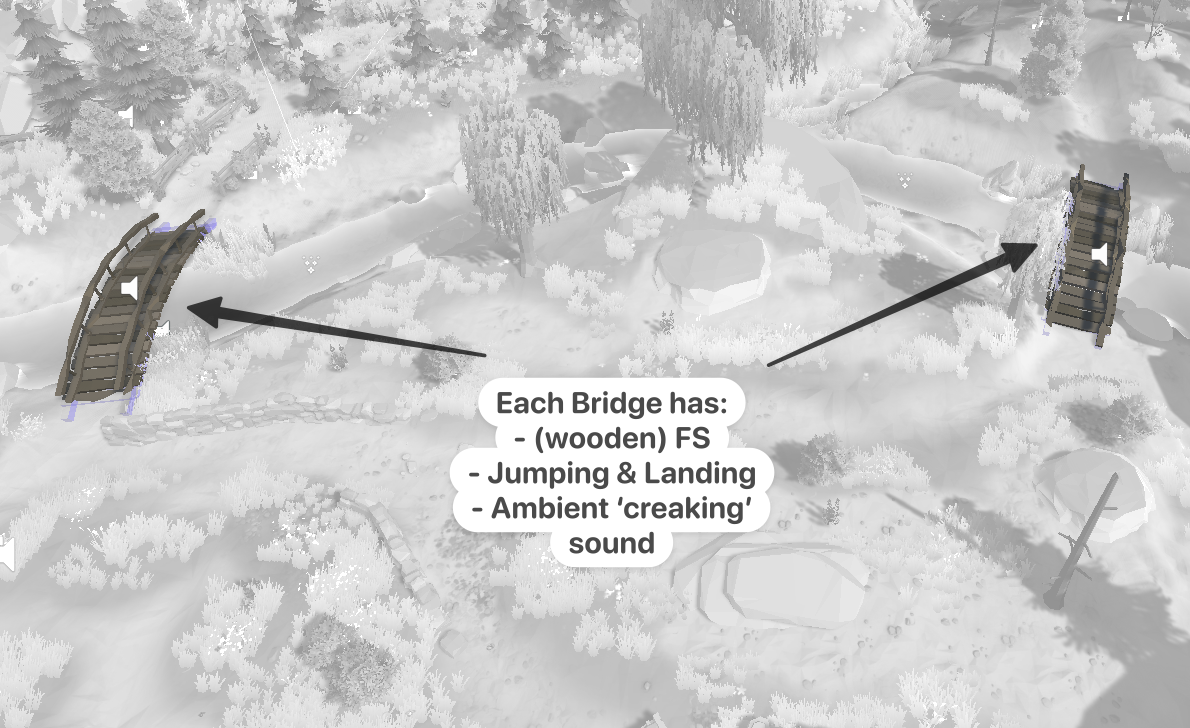 Each Bridge has:
- (wooden) FS
- Jumping & Landing
- Ambient ‘creaking’
sound